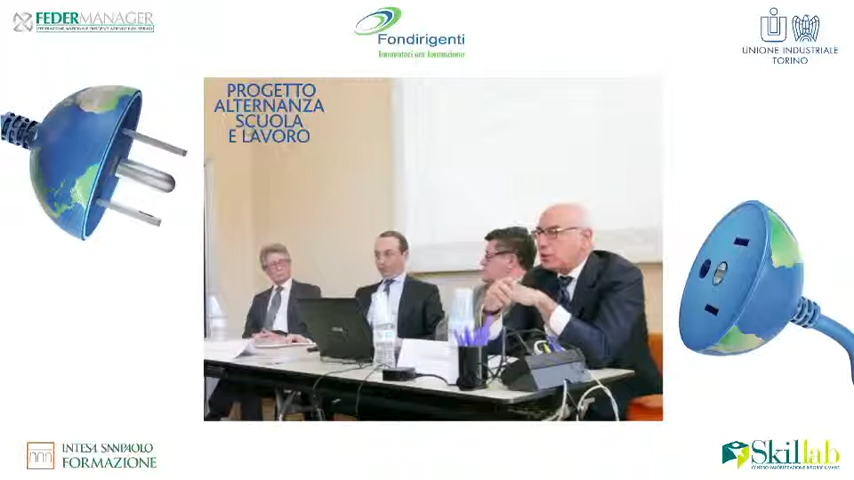 FEDERMANAGER
Fondirigenti
UNIONE INDUSTRIALE
TORINO
PROGETTO
ALTERNANZA
SCUOLA
E LAVORO
INTESA SANPAOLO
FORMAZIONE
Skillab